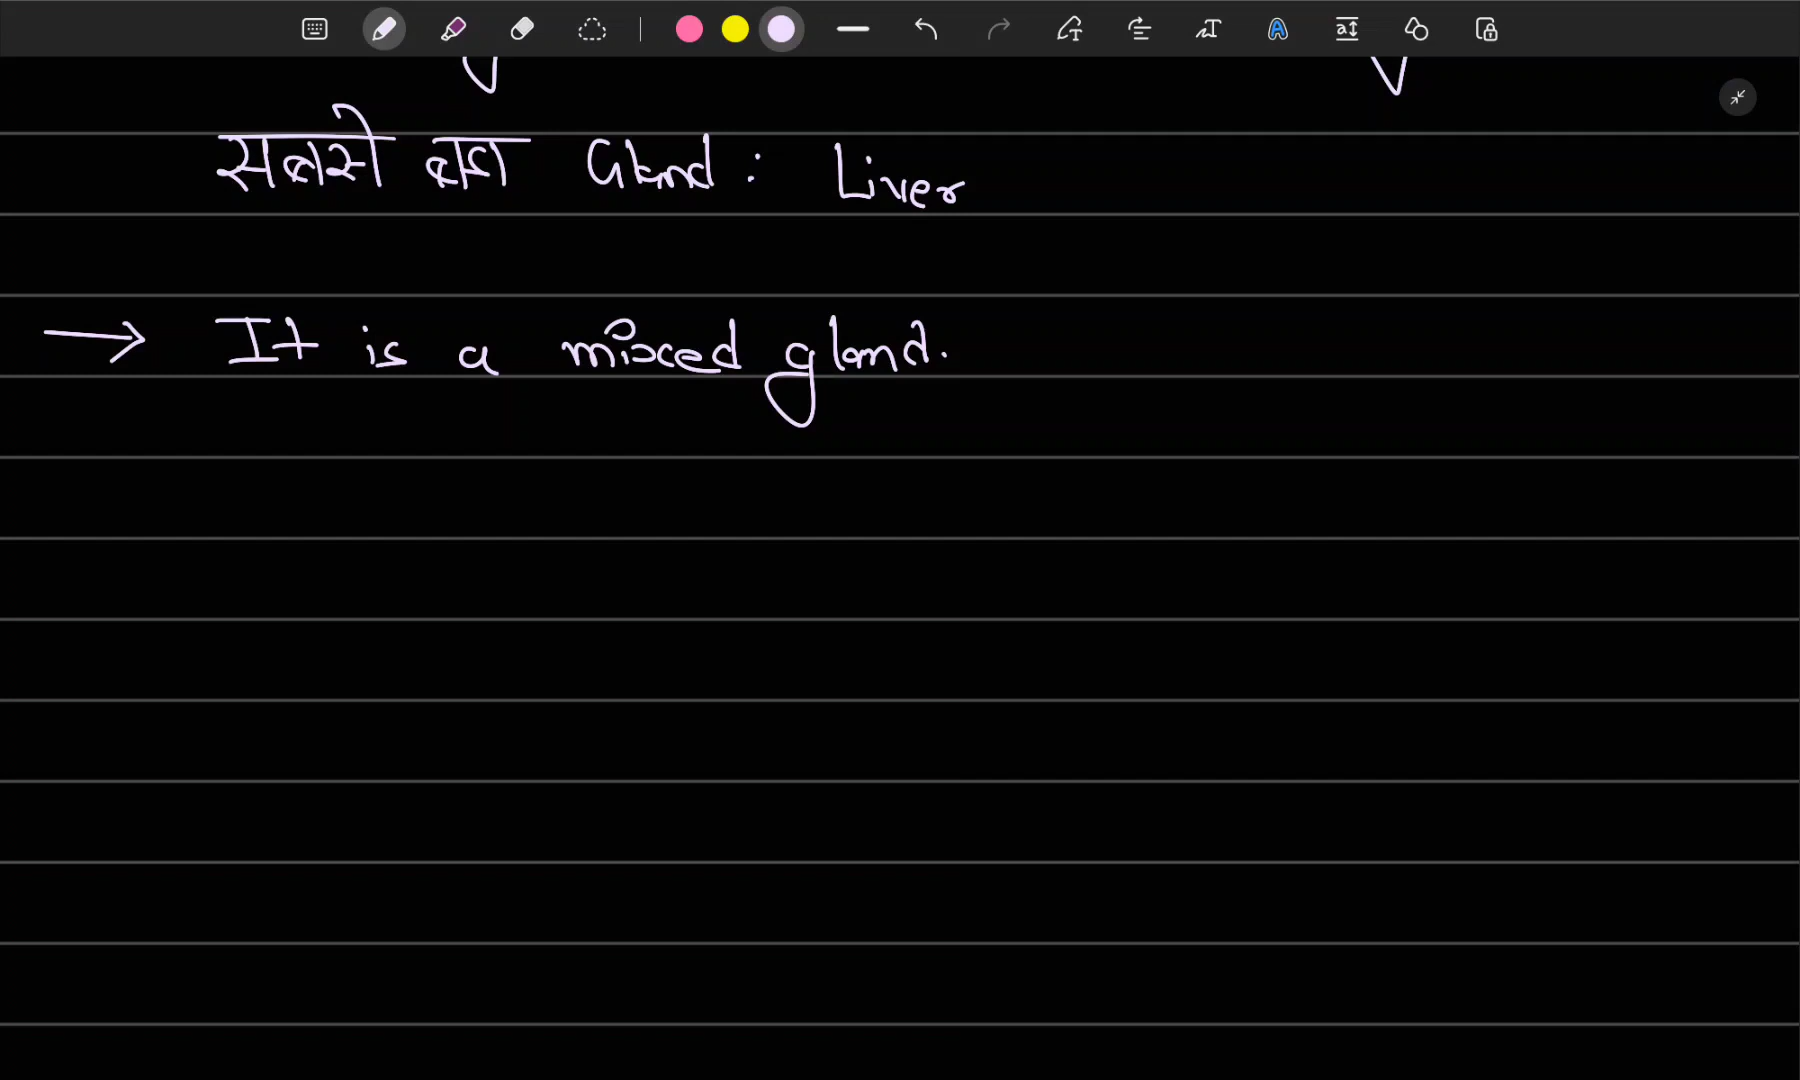 सबसे बड़ा Gland : Liver
→ It is a mixed gland.